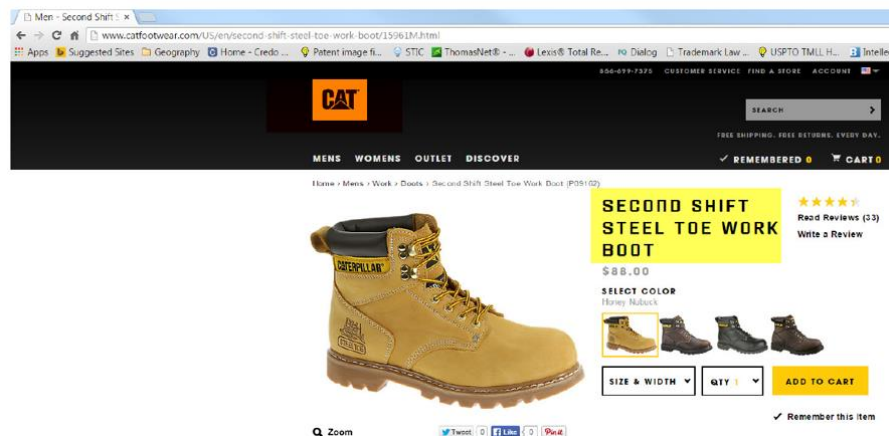 Men - Second Shift S
www.catfootwear.com/US/en/second-shift-steel-toe-work-boot/15961M.html
Apps Suggested Sites Geography Home - Credo ... Patent image fi... STIC ThomasNet® - ... Lexis® Total Re... Dialog Trademark Law ... USPTO TMLL H... Intelle
CUSTOMER SERVICE FIND A STORE ACCOUNT
CAT
SEARCH
FREE SHIPPING. FREE RETURNS. EVERY DAY.
MENS WOMENS OUTLET DISCOVER
REMEMBERED 0 CART 0
Home › Mens › Work › Boots › Second Shift Steel Toe Work Boot
SECOND SHIFT
STEEL TOE WORK
BOOT
Read Reviews (33)
Write a Review
$88.00
SELECT COLOR
Honey Nubuck
CATERPILLAR
SIZE & WIDTH QTY 1 ADD TO CART
Remember this Item
Zoom
Tweet 0 Like 0 Pin it